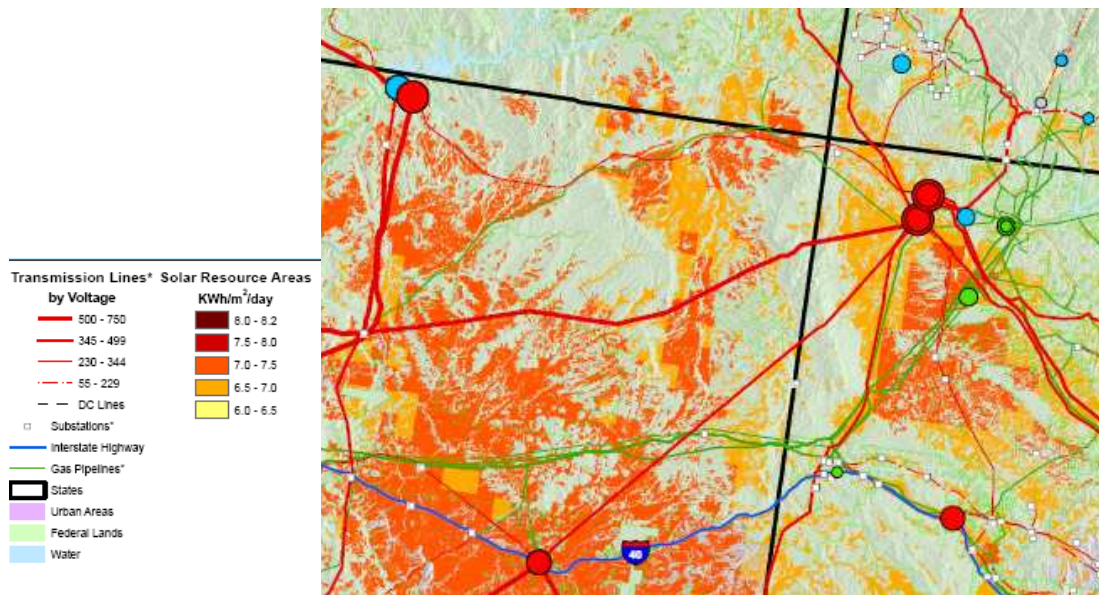 Transmission Lines* Solar Resource Areas
by Voltage KWh/m²/day
500 - 750 8.0 - 8.2
345 - 499 7.5 - 8.0
230 - 344 7.0 - 7.5
55 - 229 6.5 - 7.0
DC Lines 6.0 - 6.5
Substations*
Interstate Highway
Gas Pipelines*
States
Urban Areas
Federal Lands
Water
40